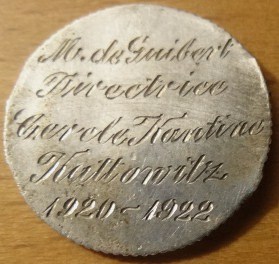 M. de Guibert
Directrice
Cercle Kantine
Kattowitz
1920~1922